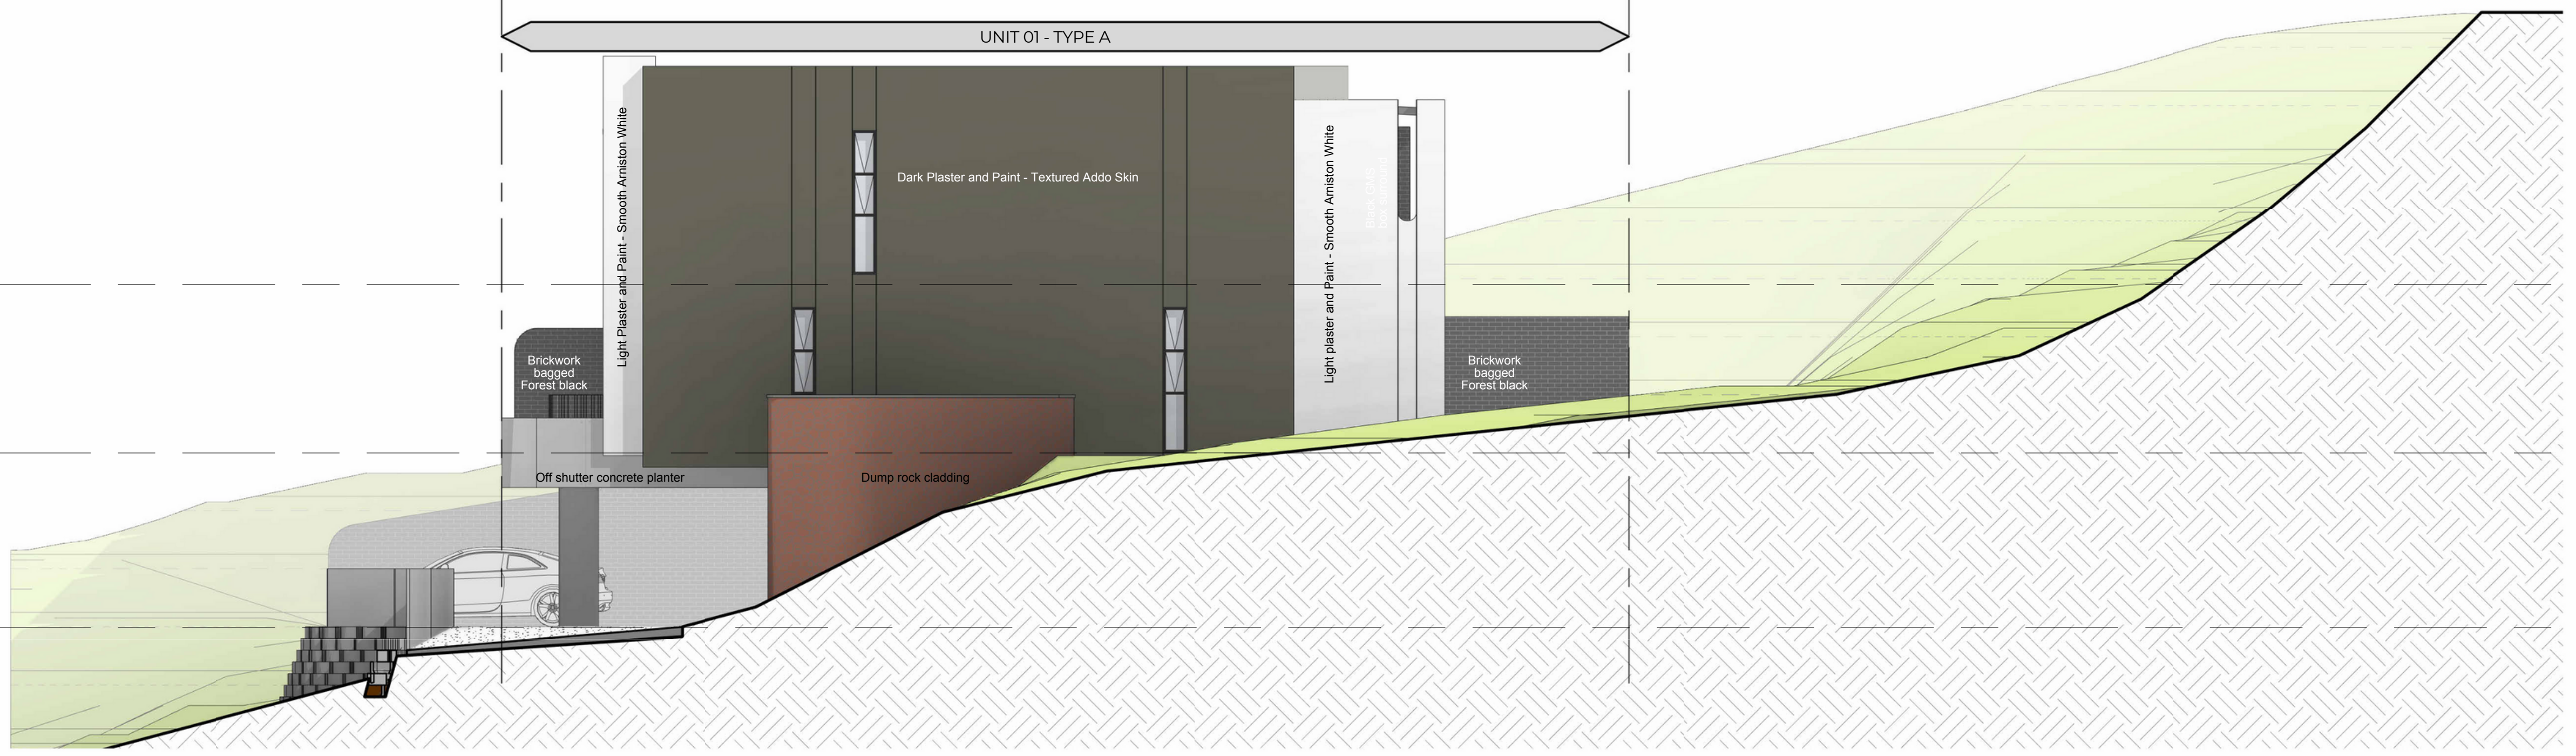 UNIT 01 - TYPE A
Light Plaster and Paint - Smooth Arniston White
Dark Plaster and Paint - Textured Addo Skin
Light plaster and Paint - Smooth Arniston White
Brickwork
bagged
Forest black
Brickwork
bagged
Forest black
Off shutter concrete planter
Dump rock cladding